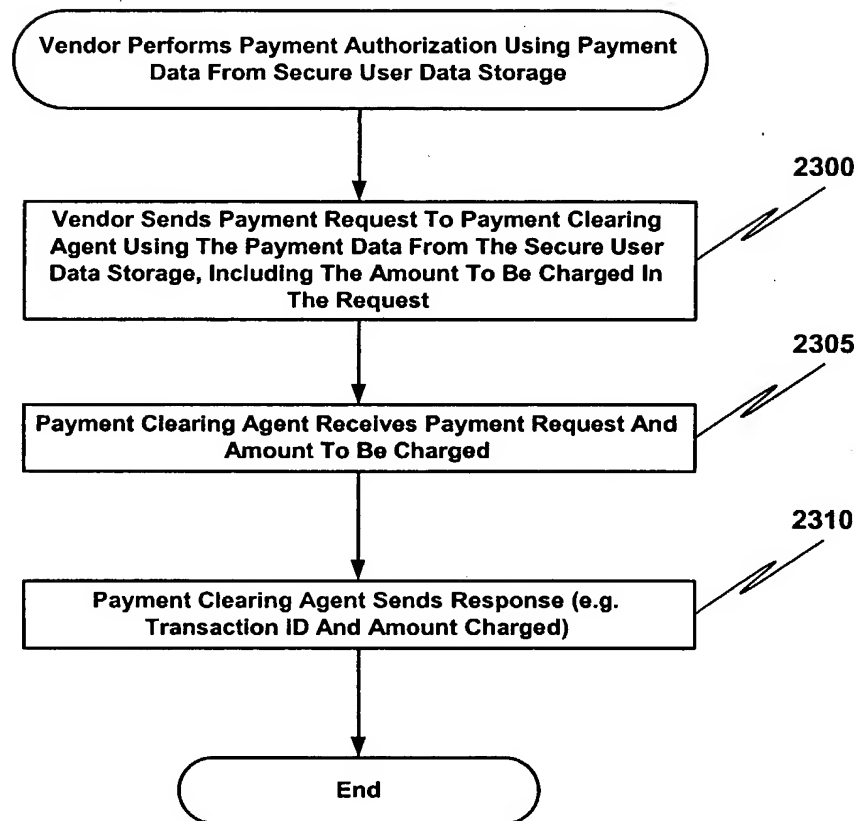 Vendor Performs Payment Authorization Using Payment
Data From Secure User Data Storage
2300
Vendor Sends Payment Request To Payment Clearing
Agent Using The Payment Data From The Secure User
Data Storage, Including The Amount To Be Charged In
The Request
2305
Payment Clearing Agent Receives Payment Request And
Amount To Be Charged
2310
Payment Clearing Agent Sends Response (e.g.
Transaction ID And Amount Charged)
End